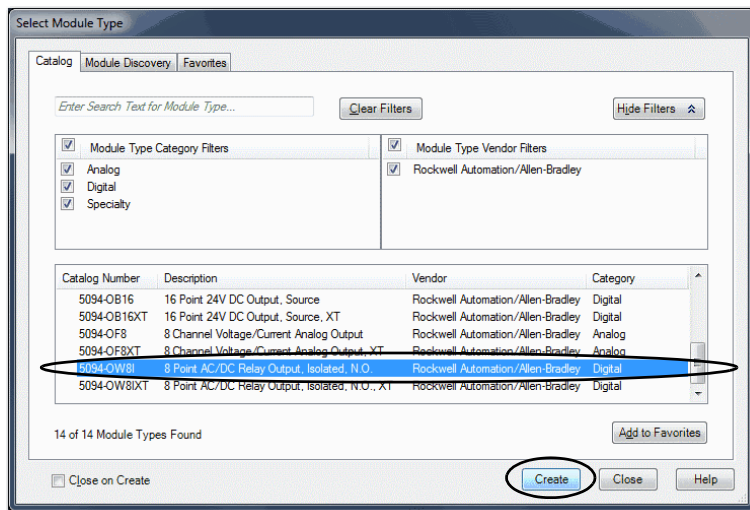 Select Module Type
Catalog Module Discovery Favorites
Enter Search Text for Module Type... Clear Filters Hide Filters
Module Type Category Filters Module Type Vendor Filters
Analog Rockwell Automation/Allen-Bradley
Digital
Specialty
Catalog Number Description Vendor Category
5094-OB16 16 Point 24V DC Output, Source Rockwell Automation/Allen-Bradley Digital
5094-OB16XT 16 Point 24V DC Output, Source, XT Rockwell Automation/Allen-Bradley Digital
5094-OF8 8 Channel Voltage/Current Analog Output Rockwell Automation/Allen-Bradley Analog
5094-OF8XT 8 Channel Voltage/Current Analog Output, XT Rockwell Automation/Allen-Bradley Analog
5094-OW8I 8 Point AC/DC Relay Output, Isolated, N.O. Rockwell Automation/Allen-Bradley Digital
5094-OW8IXT 8 Point AC/DC Relay Output, Isolated, N.O., XT Rockwell Automation/Allen-Bradley Digital
14 of 14 Module Types Found Add to Favorites
Close on Create Create Close Help